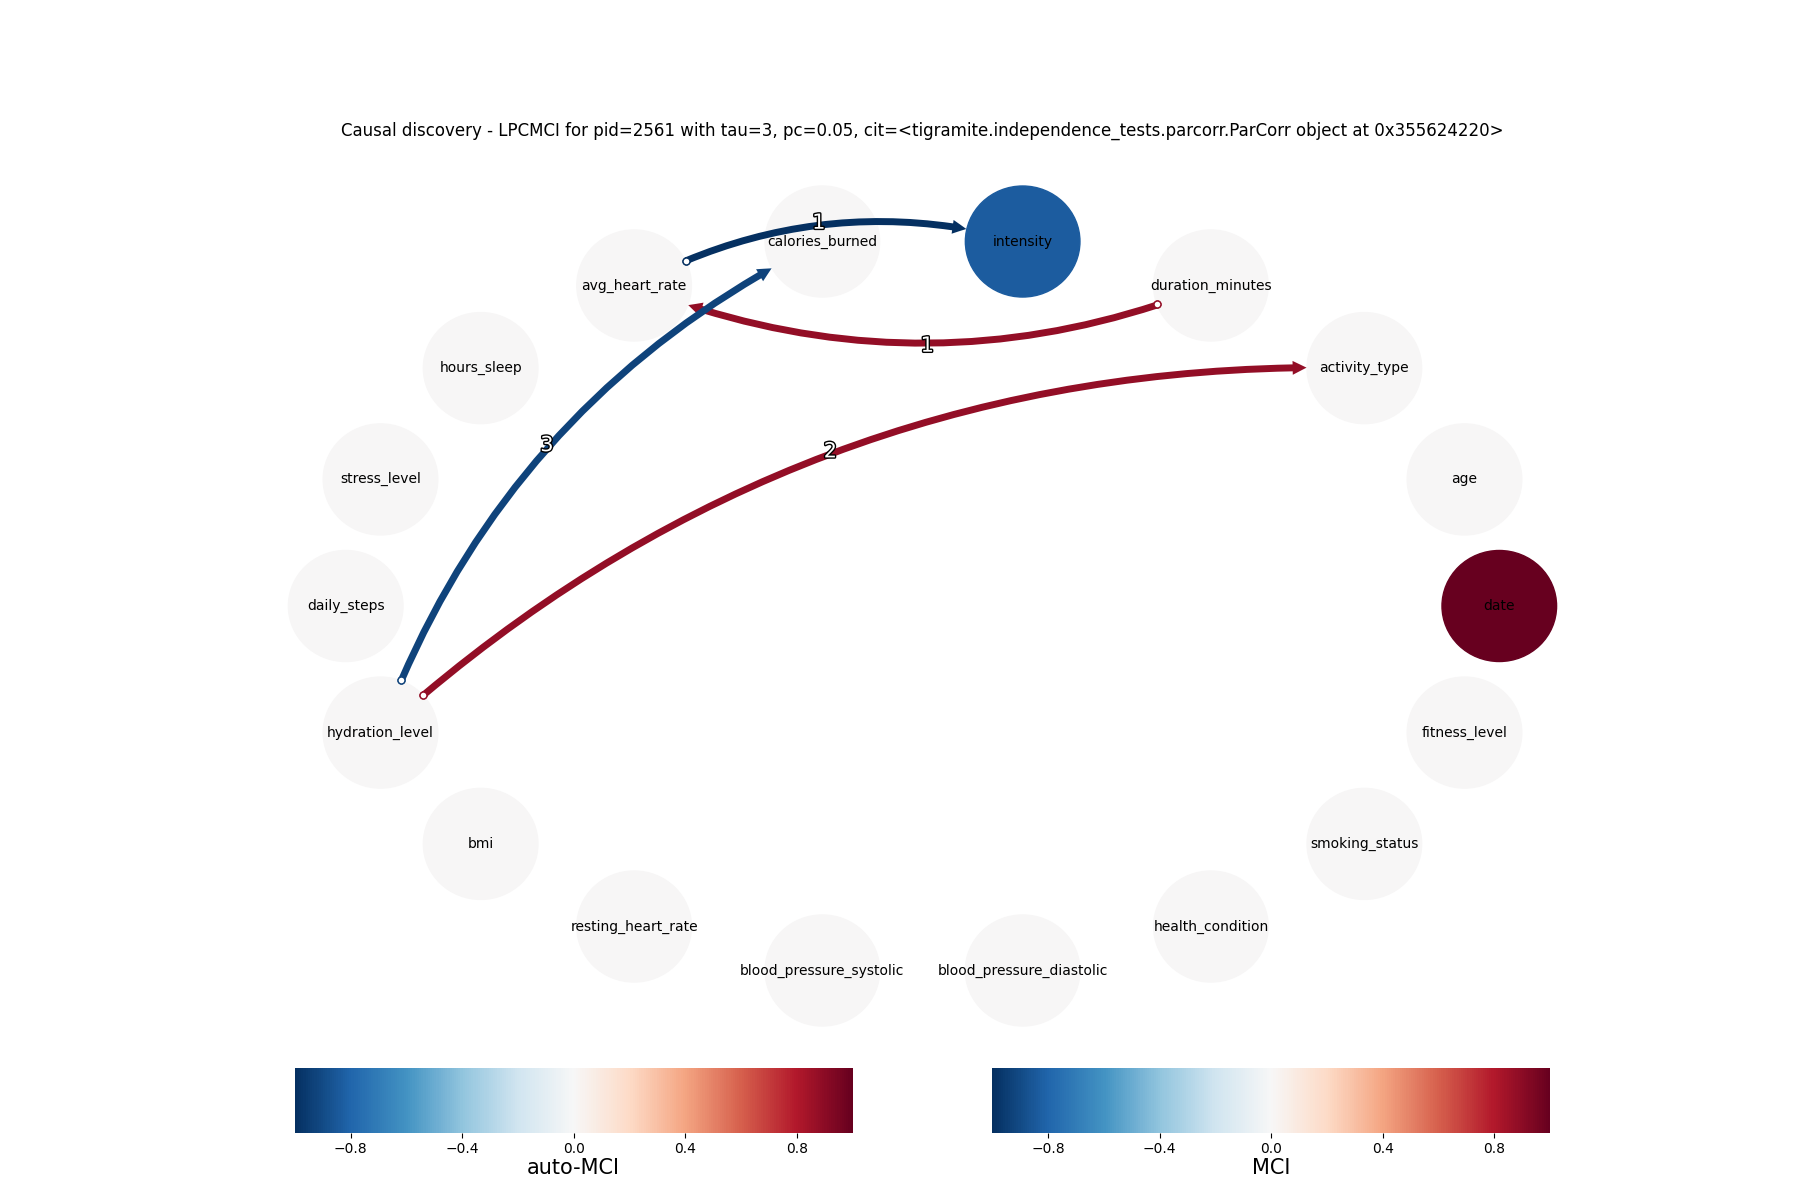 Causal discovery - LPCMCI for pid=2561 with tau=3, pc=0.05, cit=<tigramite.independence_tests.parcorr.ParCorr object at 0x355624220>
1
calories_burned
intensity
avg_heart_rate
duration_minutes
1
hours_sleep
activity_type
3
2
stress_level
age
daily_steps
date
hydration_level
fitness_level
bmi
smoking_status
resting_heart_rate
health_condition
blood_pressure_systolic
blood_pressure_diastolic
−0.8 −0.4 0.0 0.4 0.8
auto-MCI
−0.8 −0.4 0.0 0.4 0.8
MCI